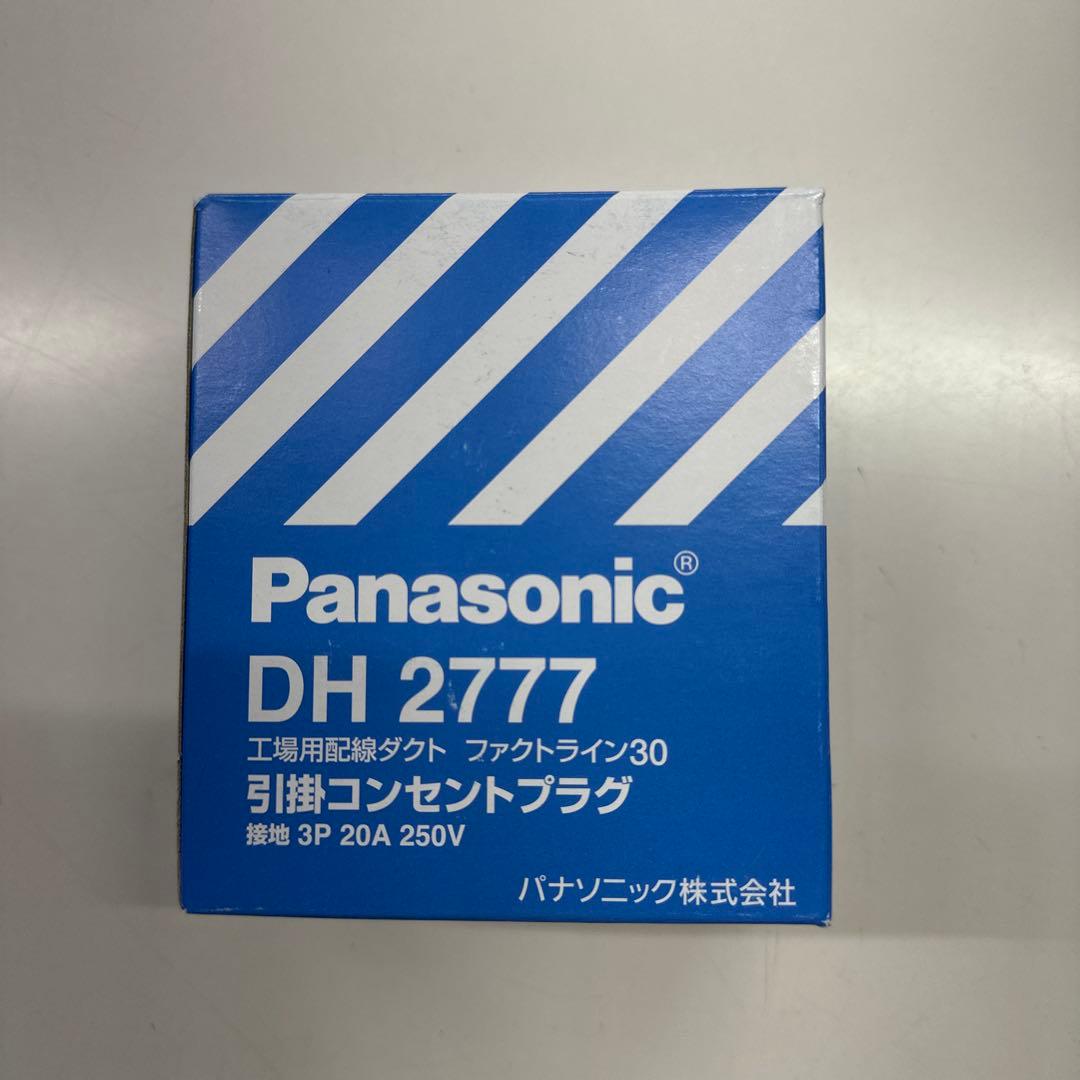 Panasonic®
DH 2777
工場用配線ダクト ファクトライン30
引掛コンセントプラグ
接地 3P 20A 250V
パナソニック株式会社